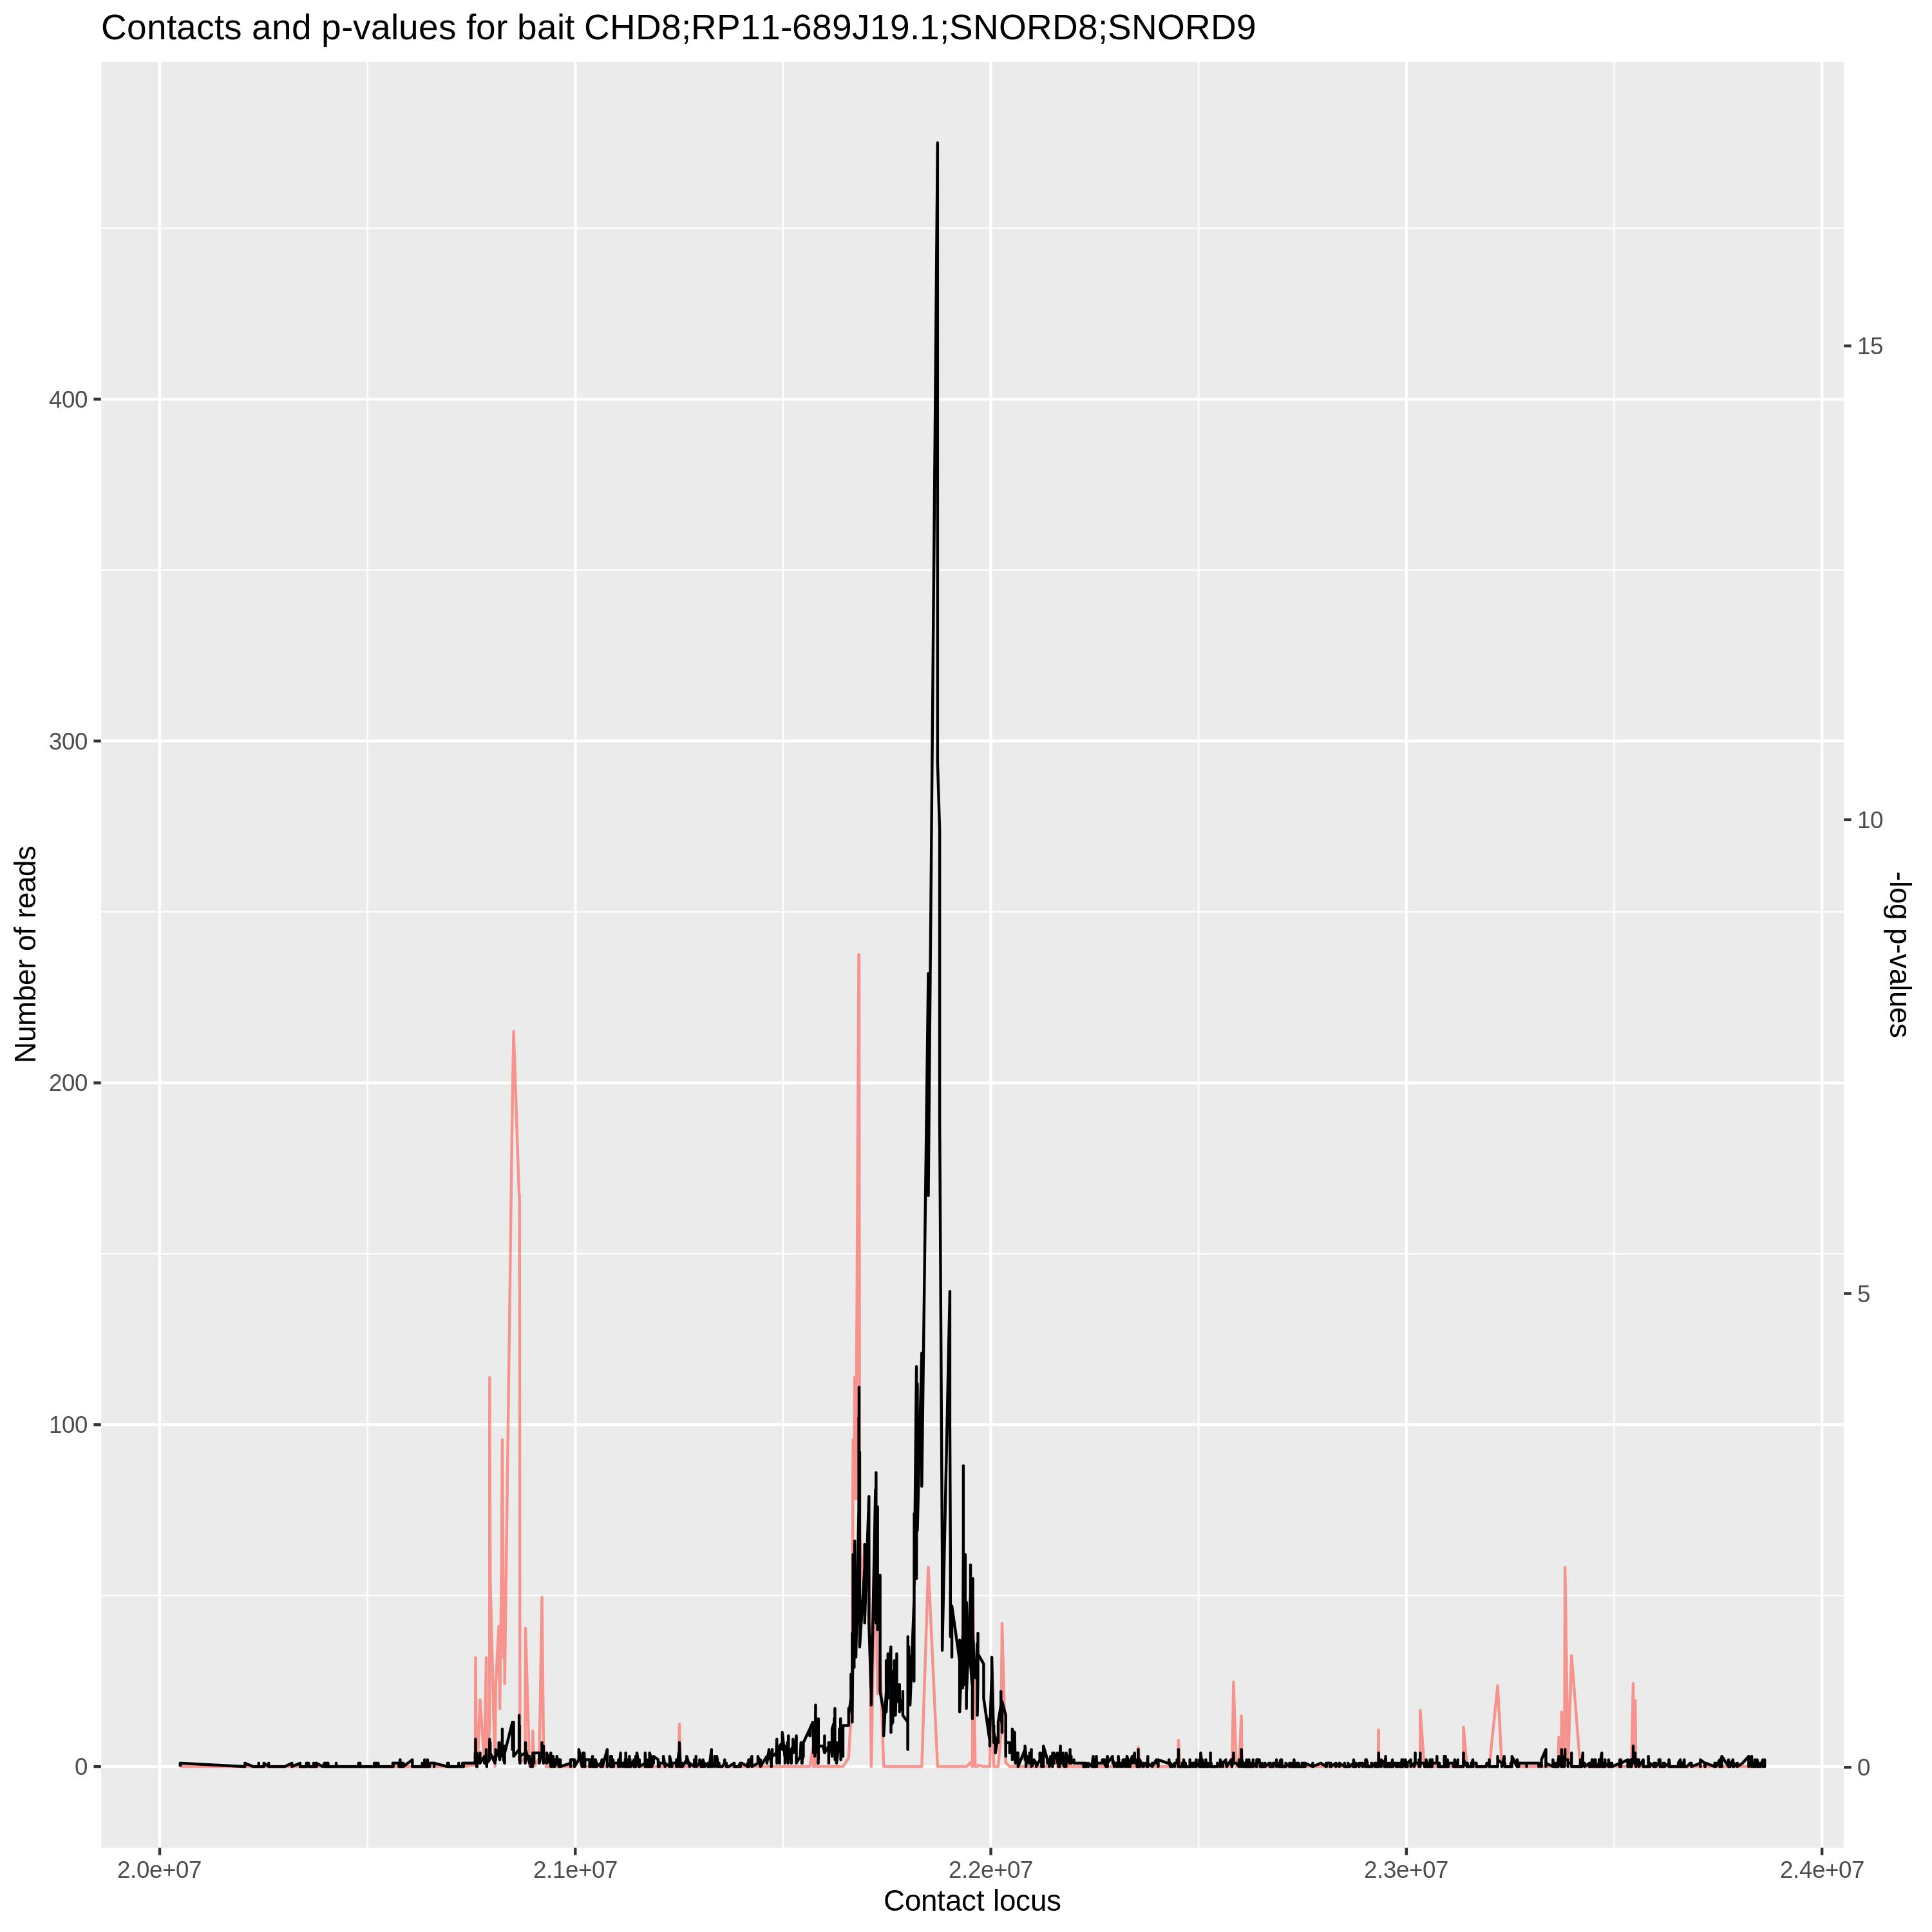 Contacts and p-values for bait CHD8;RP11-689J19.1;SNORD8;SNORD9
400
300
200
100
0
15
10
5
0
Number of reads
-log p-values
2.0e+07 2.1e+07 2.2e+07 2.3e+07 2.4e+07
Contact locus